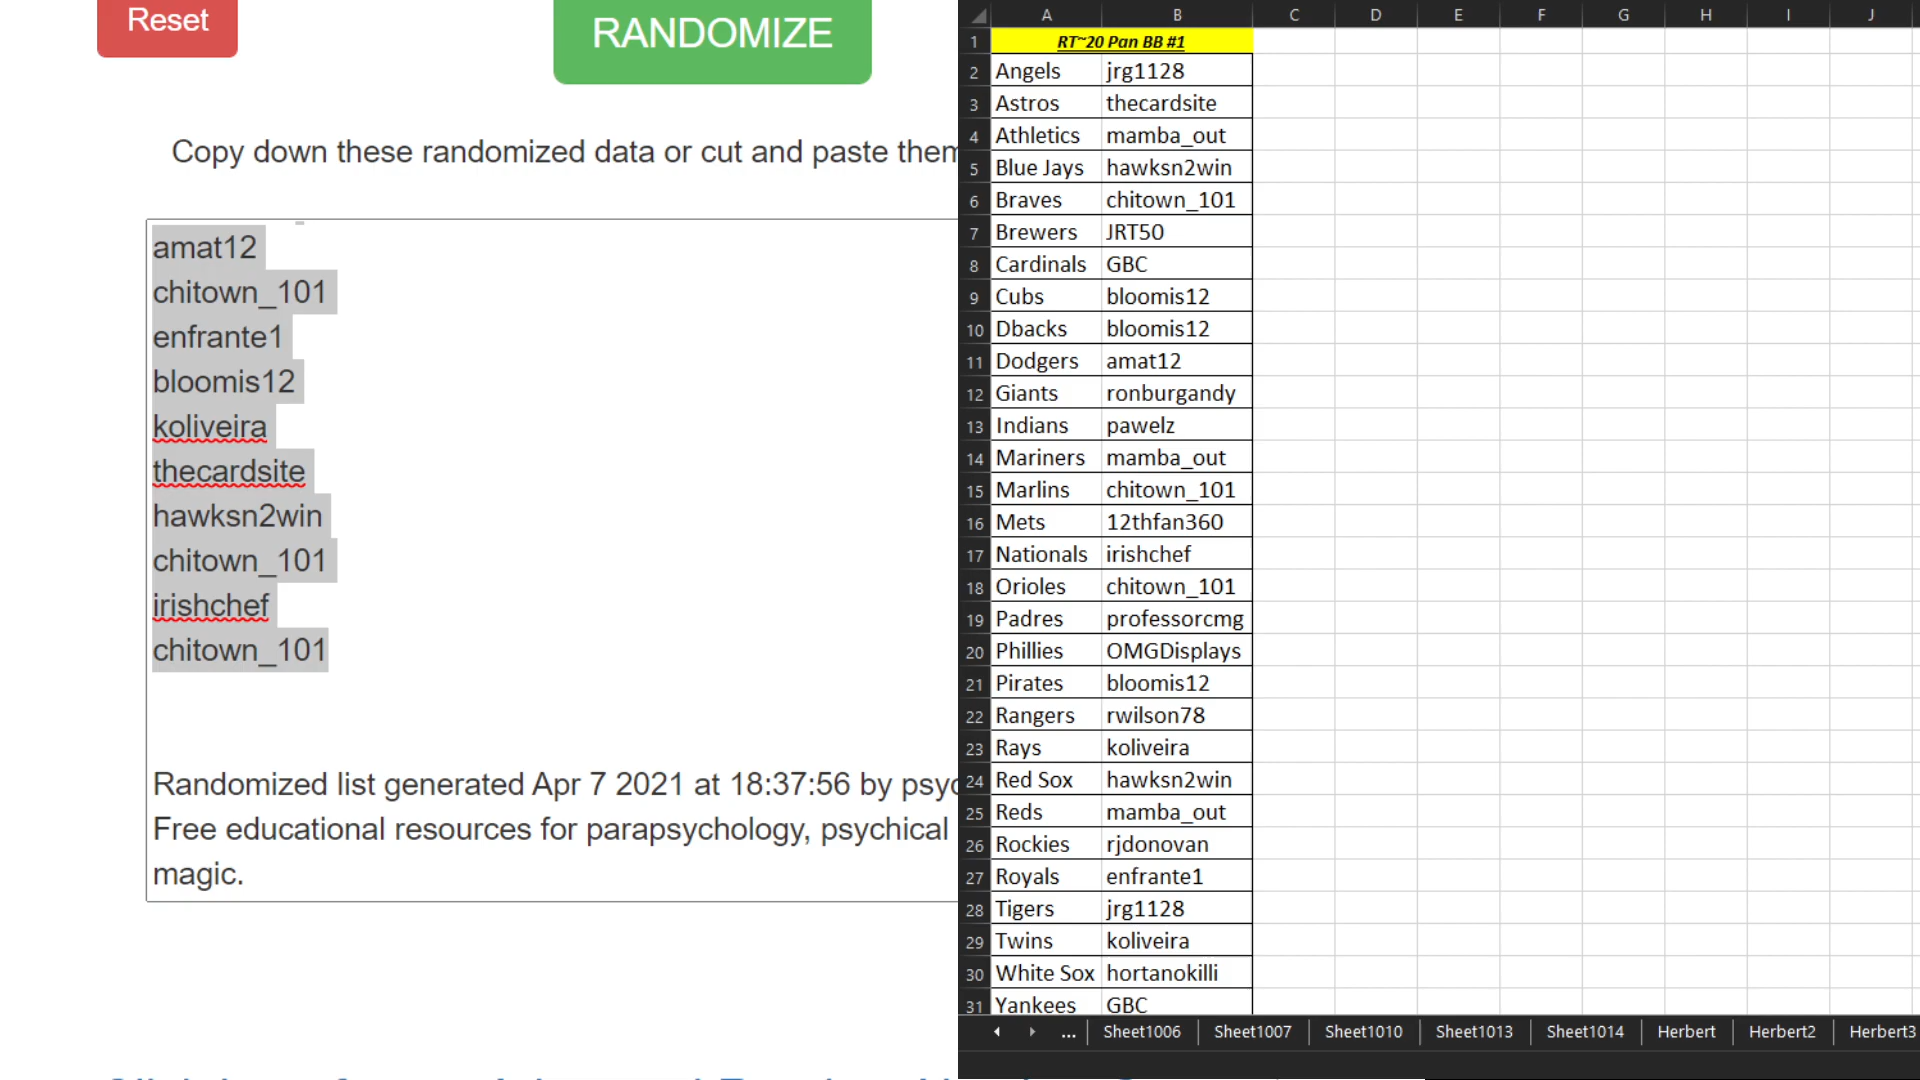 Reset
RANDOMIZE
Copy down these randomized data or cut and paste them
amat12
chitown_101
enfrante1
bloomis12
koliveira
thecardsite
hawksn2win
chitown_101
irishchef
chitown_101
Randomized list generated Apr 7 2021 at 18:37:56 by psyc
Free educational resources for parapsychology, psychical
magic.
A B C D E F G H I J
1 RT~20 Pan BB #1
2 Angels jrg1128
3 Astros thecardsite
4 Athletics mamba_out
5 Blue Jays hawksn2win
6 Braves chitown_101
7 Brewers JRT50
8 Cardinals GBC
9 Cubs bloomis12
10 Dbacks bloomis12
11 Dodgers amat12
12 Giants ronburgandy
13 Indians pawelz
14 Mariners mamba_out
15 Marlins chitown_101
16 Mets 12thfan360
17 Nationals irishchef
18 Orioles chitown_101
19 Padres professorcmg
20 Phillies OMGDisplays
21 Pirates bloomis12
22 Rangers rwilson78
23 Rays koliveira
24 Red Sox hawksn2win
25 Reds mamba_out
26 Rockies rjdonovan
27 Royals enfrante1
28 Tigers jrg1128
29 Twins koliveira
30 White Sox hortanokilli
31 Yankees GBC
... Sheet1006 Sheet1007 Sheet1010 Sheet1013 Sheet1014 Herbert Herbert2 Herbert3